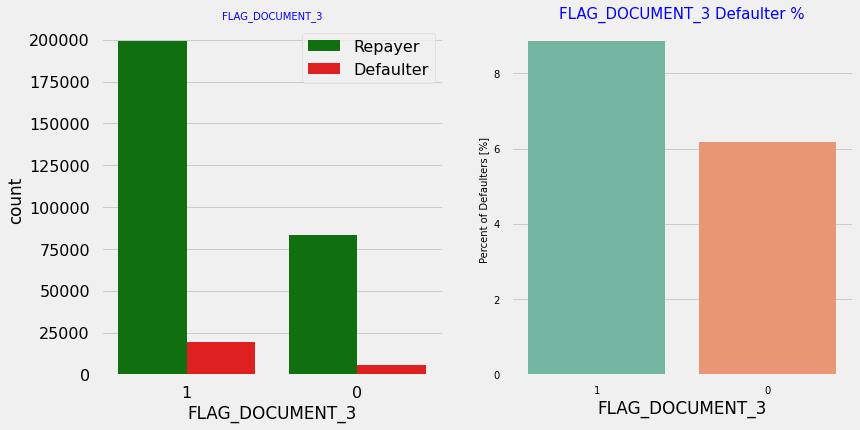 FLAG_DOCUMENT_3
Repayer
Defaulter
200000
175000
150000
125000
100000
75000
50000
25000
0
count
1
0
FLAG_DOCUMENT_3
FLAG_DOCUMENT_3 Defaulter %
8
6
4
2
0
Percent of Defaulters [%]
1
0
FLAG_DOCUMENT_3